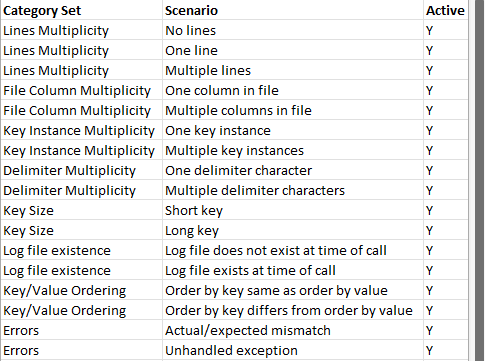 Category Set Scenario Active
Lines Multiplicity No lines Y
Lines Multiplicity One line Y
Lines Multiplicity Multiple lines Y
File Column Multiplicity One column in file Y
File Column Multiplicity Multiple columns in file Y
Key Instance Multiplicity One key instance Y
Key Instance Multiplicity Multiple key instances Y
Delimiter Multiplicity One delimiter character Y
Delimiter Multiplicity Multiple delimiter characters Y
Key Size Short key Y
Key Size Long key Y
Log file existence Log file does not exist at time of call Y
Log file existence Log file exists at time of call Y
Key/Value Ordering Order by key same as order by value Y
Key/Value Ordering Order by key differs from order by value Y
Errors Actual/expected mismatch Y
Errors Unhandled exception Y